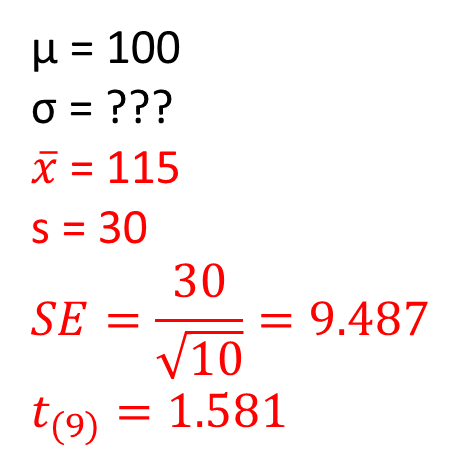 μ = 100
σ = ???
x̄ = 115
s = 30
SE = 30/√10 = 9.487
t(9) = 1.581